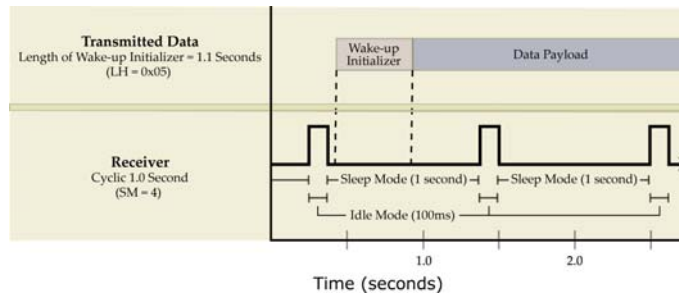 Transmitted Data
Length of Wake-up Initializer = 1.1 Seconds
(LH = 0x05)
Wake-up
Initializer
Data Payload
Receiver
Cyclic 1.0 Second
(SM = 4)
Sleep Mode (1 second)
Sleep Mode (1 second)
Idle Mode (100ms)
1.0
2.0
Time (seconds)